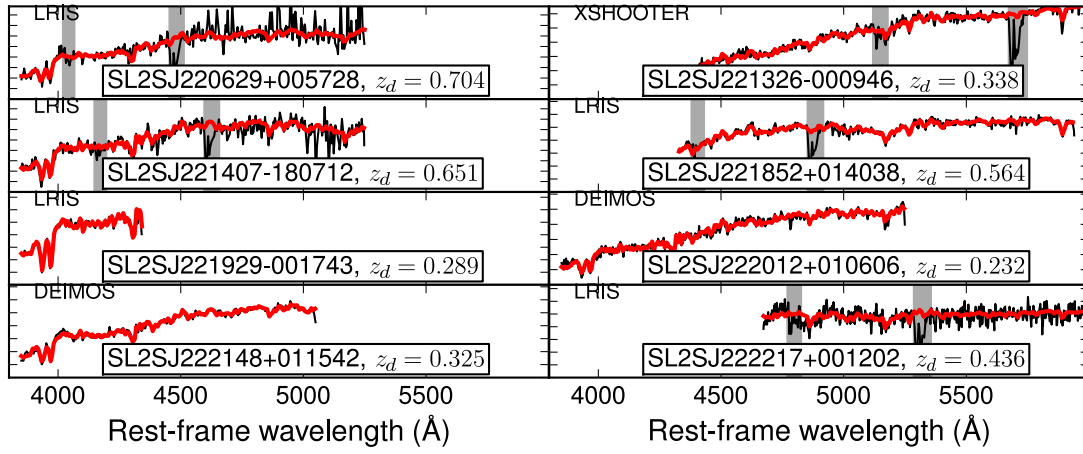 LRIS
SL2SJ220629+005728, z_d = 0.704
XSHOOTER
SL2SJ221326-000946, z_d = 0.338
LRIS
SL2SJ221407-180712, z_d = 0.651
SL2SJ221852+014038, z_d = 0.564
LRIS
LRIS
SL2SJ221929-001743, z_d = 0.289
DEIMOS
SL2SJ222012+010606, z_d = 0.232
DEIMOS
SL2SJ222148+011542, z_d = 0.325
LRIS
SL2SJ222217+001202, z_d = 0.436
4000 4500 5000 5500
4000 4500 5000 5500
Rest-frame wavelength (Å)
Rest-frame wavelength (Å)